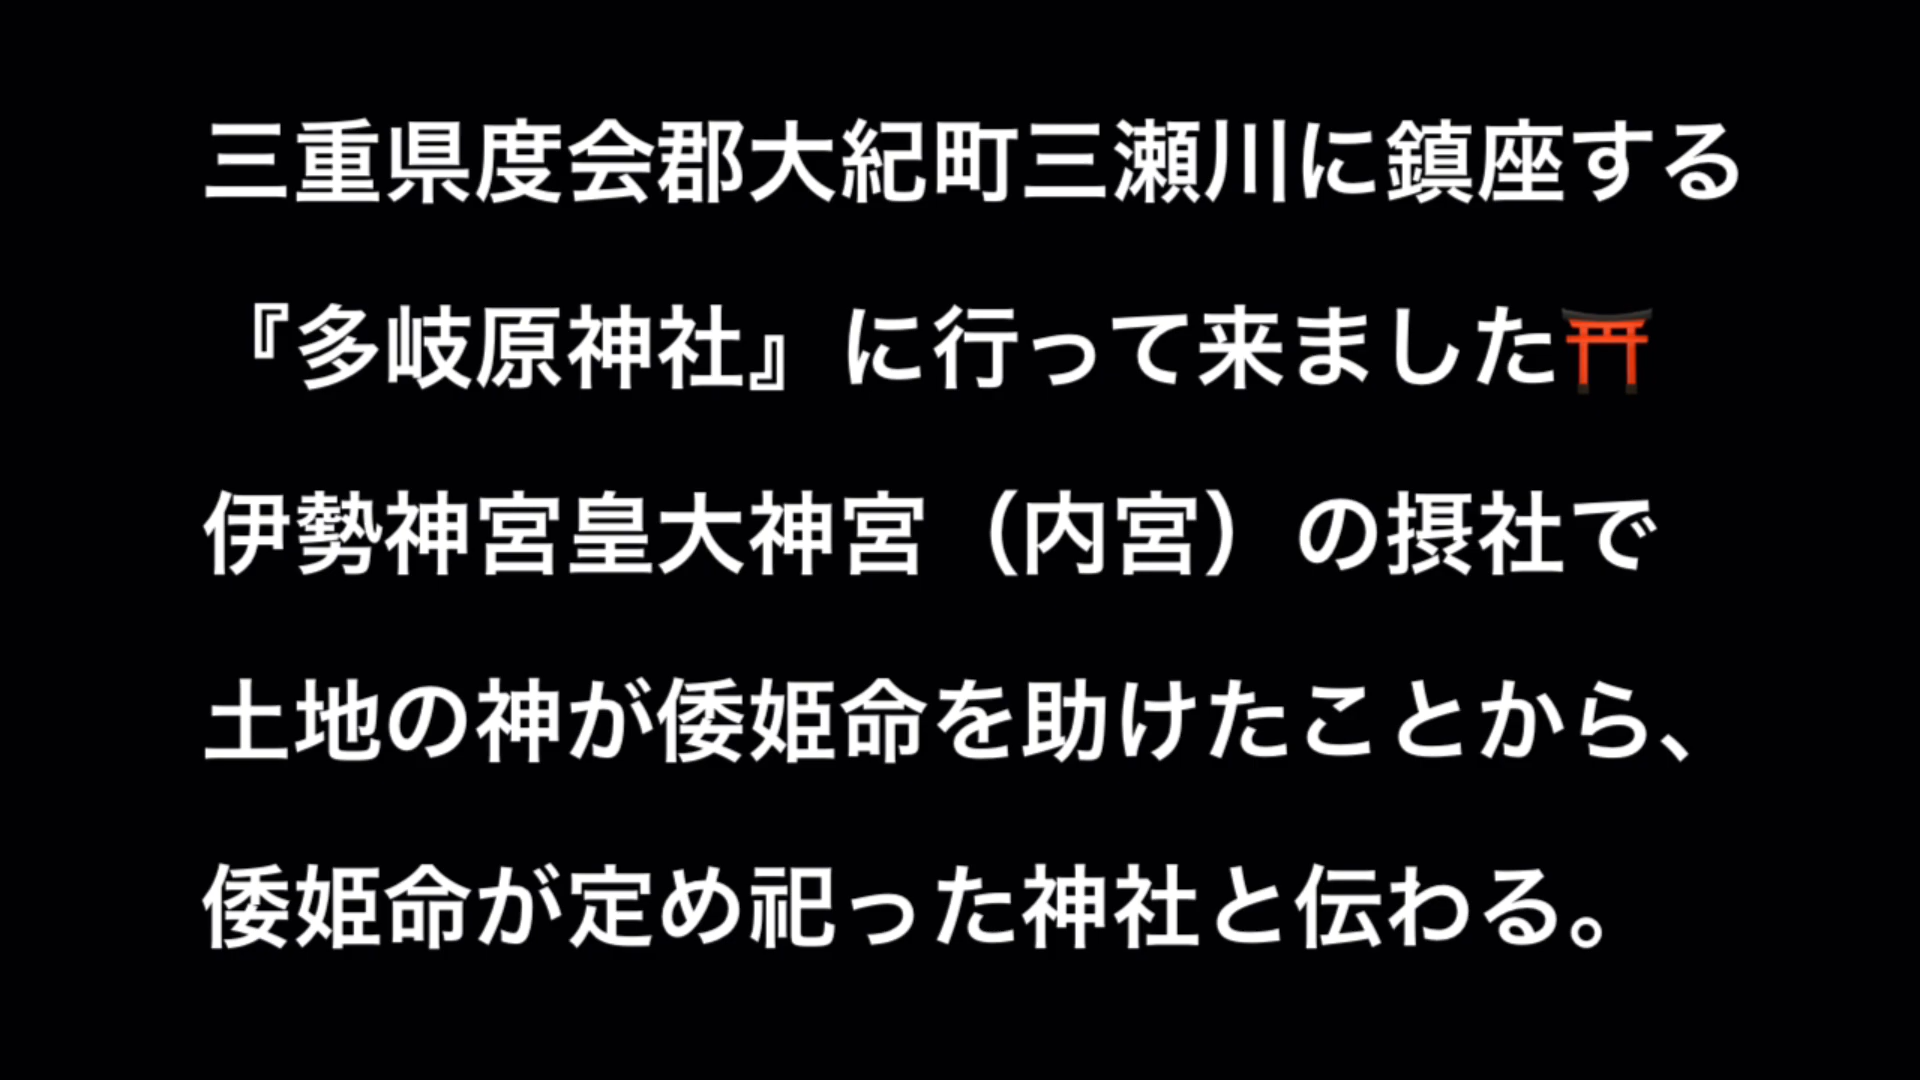 三重県度会郡大紀町三瀬川に鎮座する
『多岐原神社』に行って来ました⛩️
伊勢神宮皇大神宮（内宮）の摂社で
土地の神が倭姫命を助けたことから、
倭姫命が定め祀った神社と伝わる。